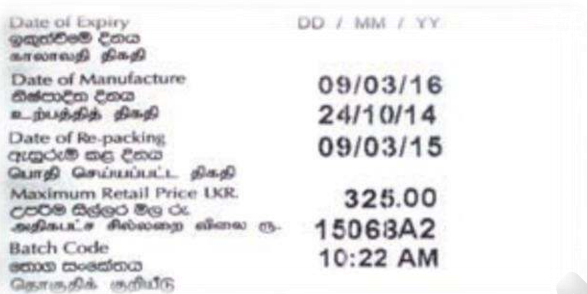 Date of Expiry DD / MM / YY
ඉකුත්වීමේ දිනය
காலாவதி திகதி
Date of Manufacture 09/03/16
නිෂ්පාදිත දිනය
உற்பத்தித் திகதி 24/10/14
Date of Re-packing 09/03/15
ඇසුරුම් කළ දිනය
பொதி செய்யப்பட்ட திகதி
Maximum Retail Price LKR. 325.00
උපරිම සිල්ලර මිල රු.
அதிகபட்ச சில்லறை விலை ரூ. 15068A2
Batch Code 10:22 AM
තොග සංකේතය
தொகுதிக் குறியீடு